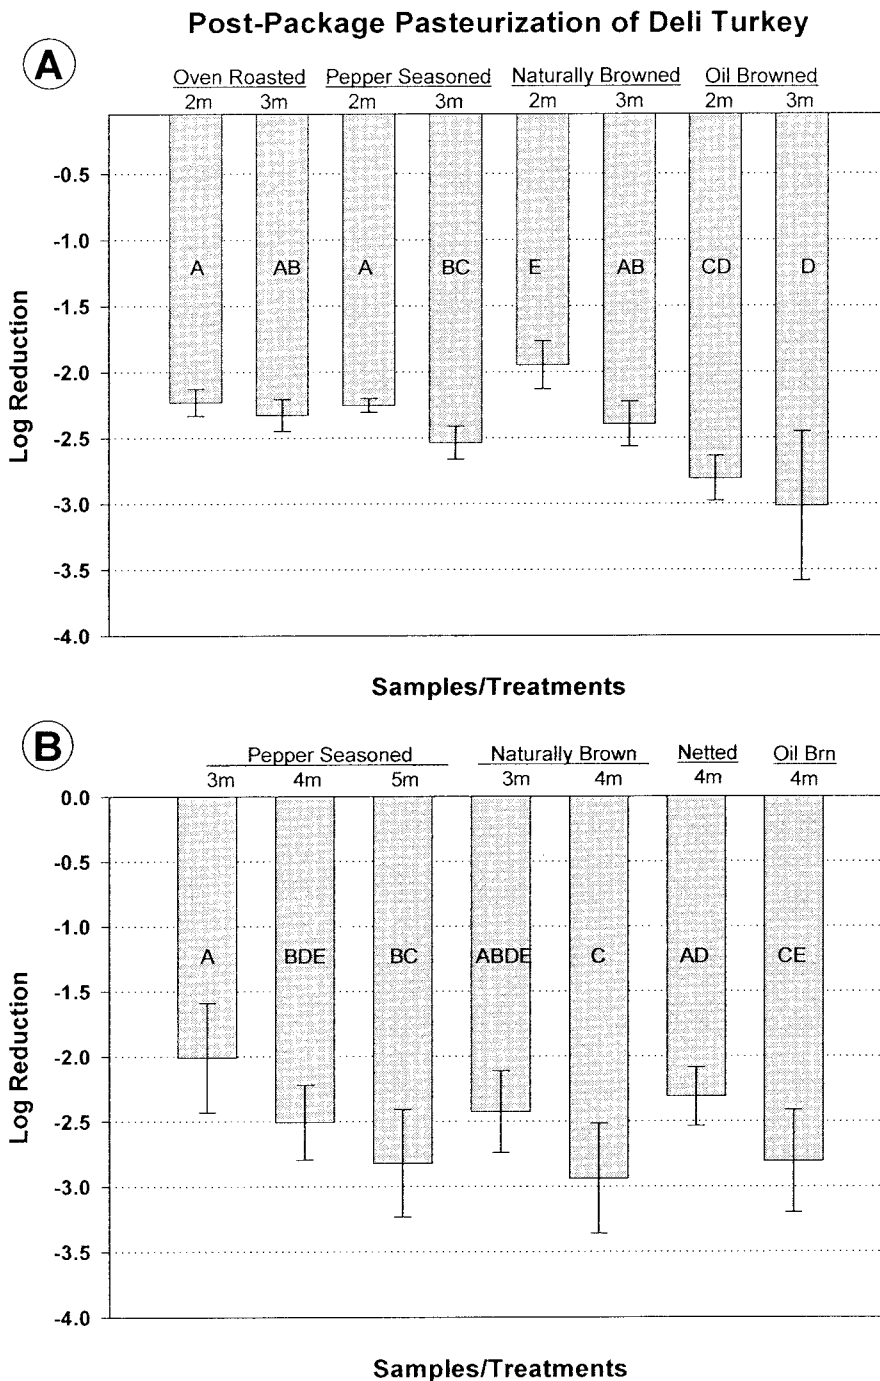 Post-Package Pasteurization of Deli Turkey
A
Oven Roasted Pepper Seasoned Naturally Browned Oil Browned
2m 3m 2m 3m 2m 3m 2m 3m
-0.5
-1.0
A AB A BC E AB CD D
-1.5
-2.0
-2.5
-3.0
-3.5
-4.0
Log Reduction
Samples/Treatments
B
Pepper Seasoned Naturally Brown Netted Oil Brn
3m 4m 5m 3m 4m 4m 4m
0.0
-0.5
-1.0
A BDE BC ABDE C AD CE
-1.5
-2.0
-2.5
-3.0
-3.5
-4.0
Log Reduction
Samples/Treatments